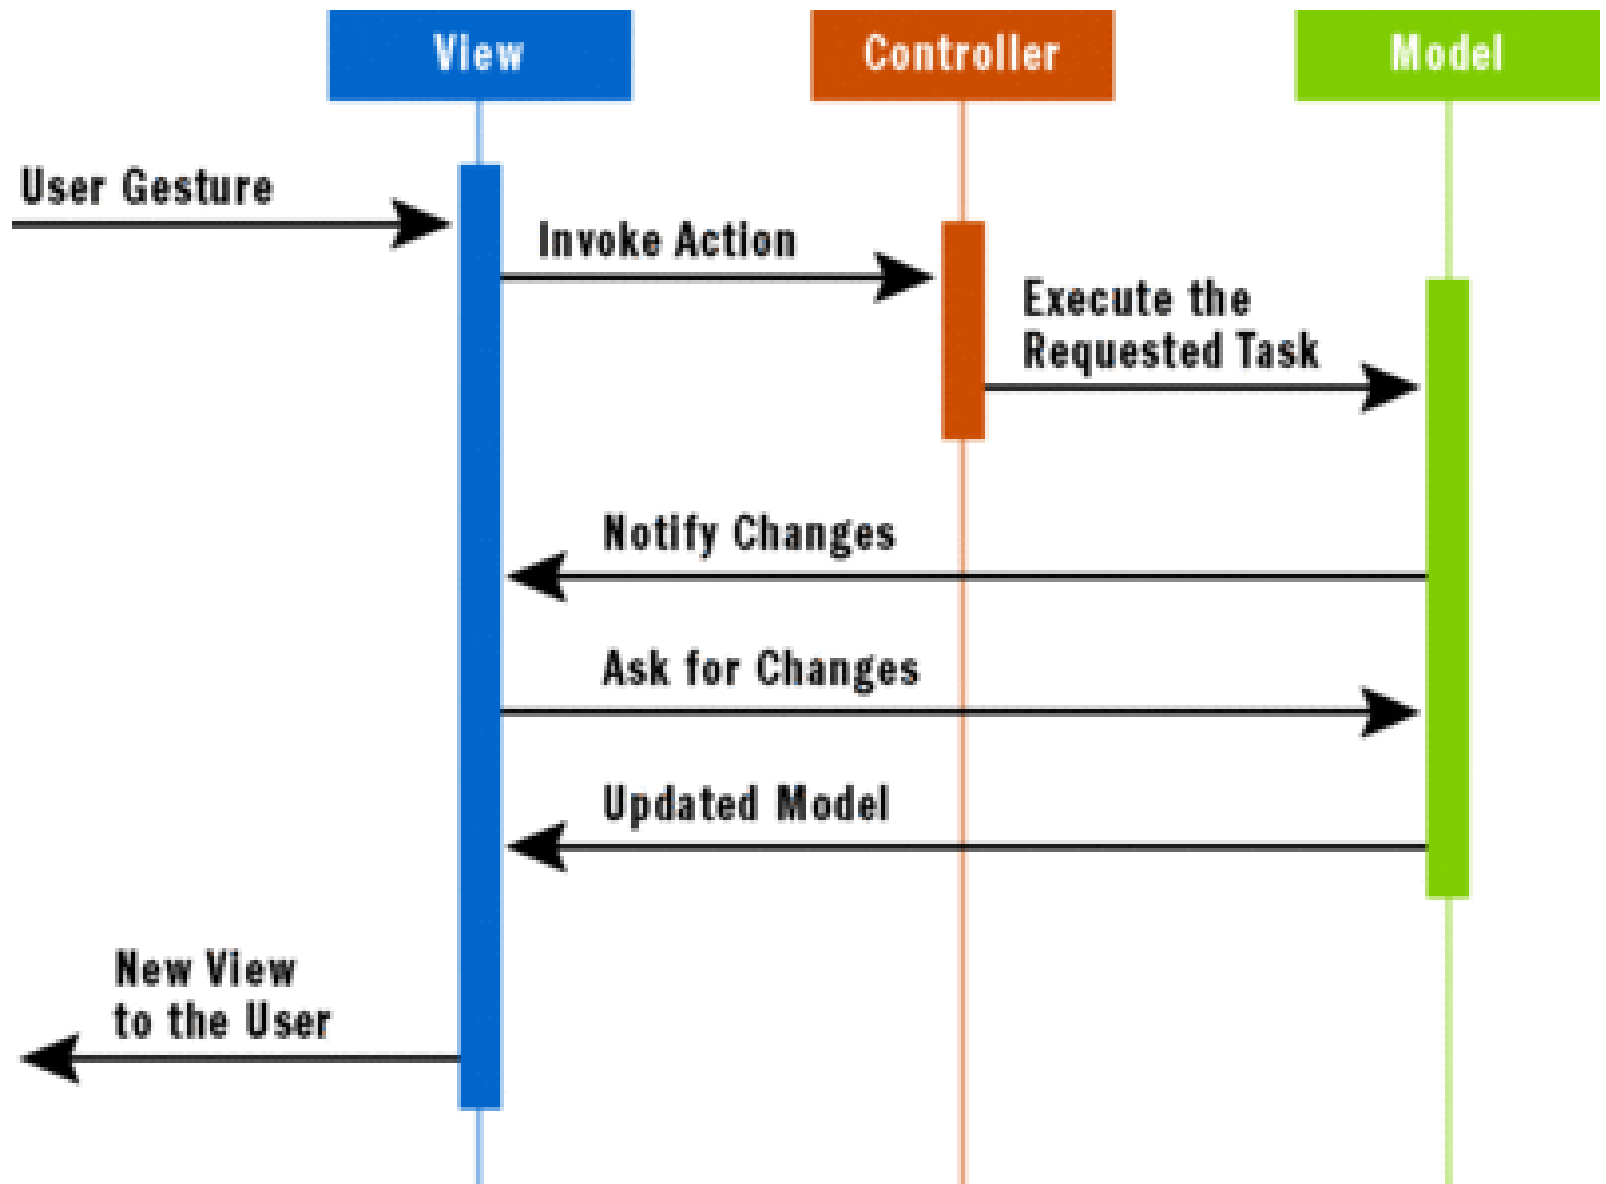 View
Controller
Model
User Gesture
Invoke Action
Execute the
Requested Task
Notify Changes
Ask for Changes
Updated Model
New View
to the User